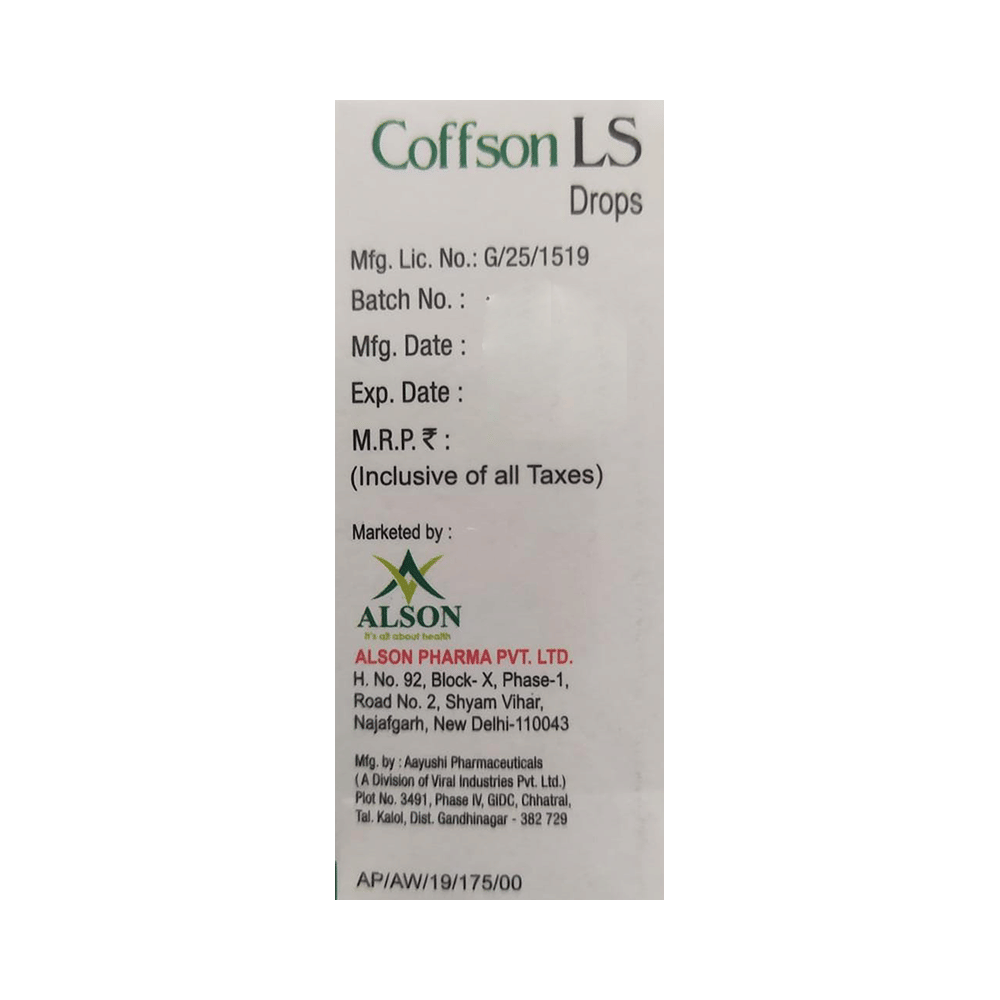 Coffson LS
Drops
Mfg. Lic. No.: G/25/1519
Batch No. :
Mfg. Date :
Exp. Date :
M.R.P. ₹ :
(Inclusive of all Taxes)
Marketed by :
ALSON
It's all about health
ALSON PHARMA PVT. LTD.
H. No. 92, Block- X, Phase-1,
Road No. 2, Shyam Vihar,
Najafgarh, New Delhi-110043
Mfg. by : Aayushi Pharmaceuticals
( A Division of Viral Industries Pvt. Ltd.)
Plot No. 3491, Phase IV, GIDC, Chhatral,
Tal. Kalol, Dist. Gandhinagar - 382 729
AP/AW/19/175/00